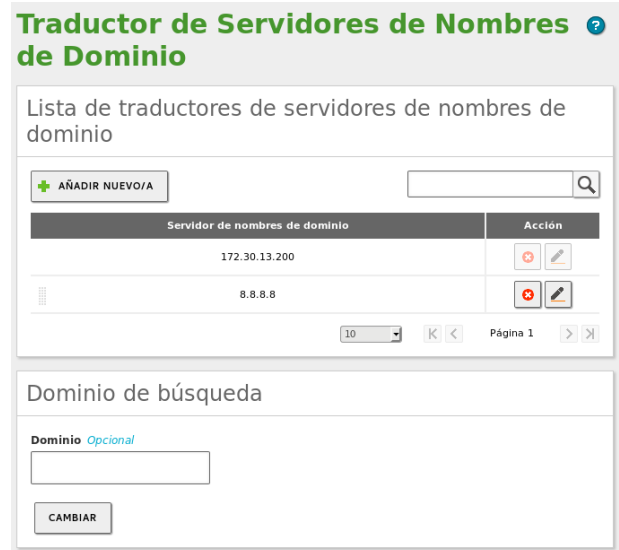 Traductor de Servidores de Nombres
de Dominio
?
Lista de traductores de servidores de nombres de
dominio
AÑADIR NUEVO/A
Servidor de nombres de dominio Acción
172.30.13.200
8.8.8.8
10 Página 1
Dominio de búsqueda
Dominio Opcional
CAMBIAR